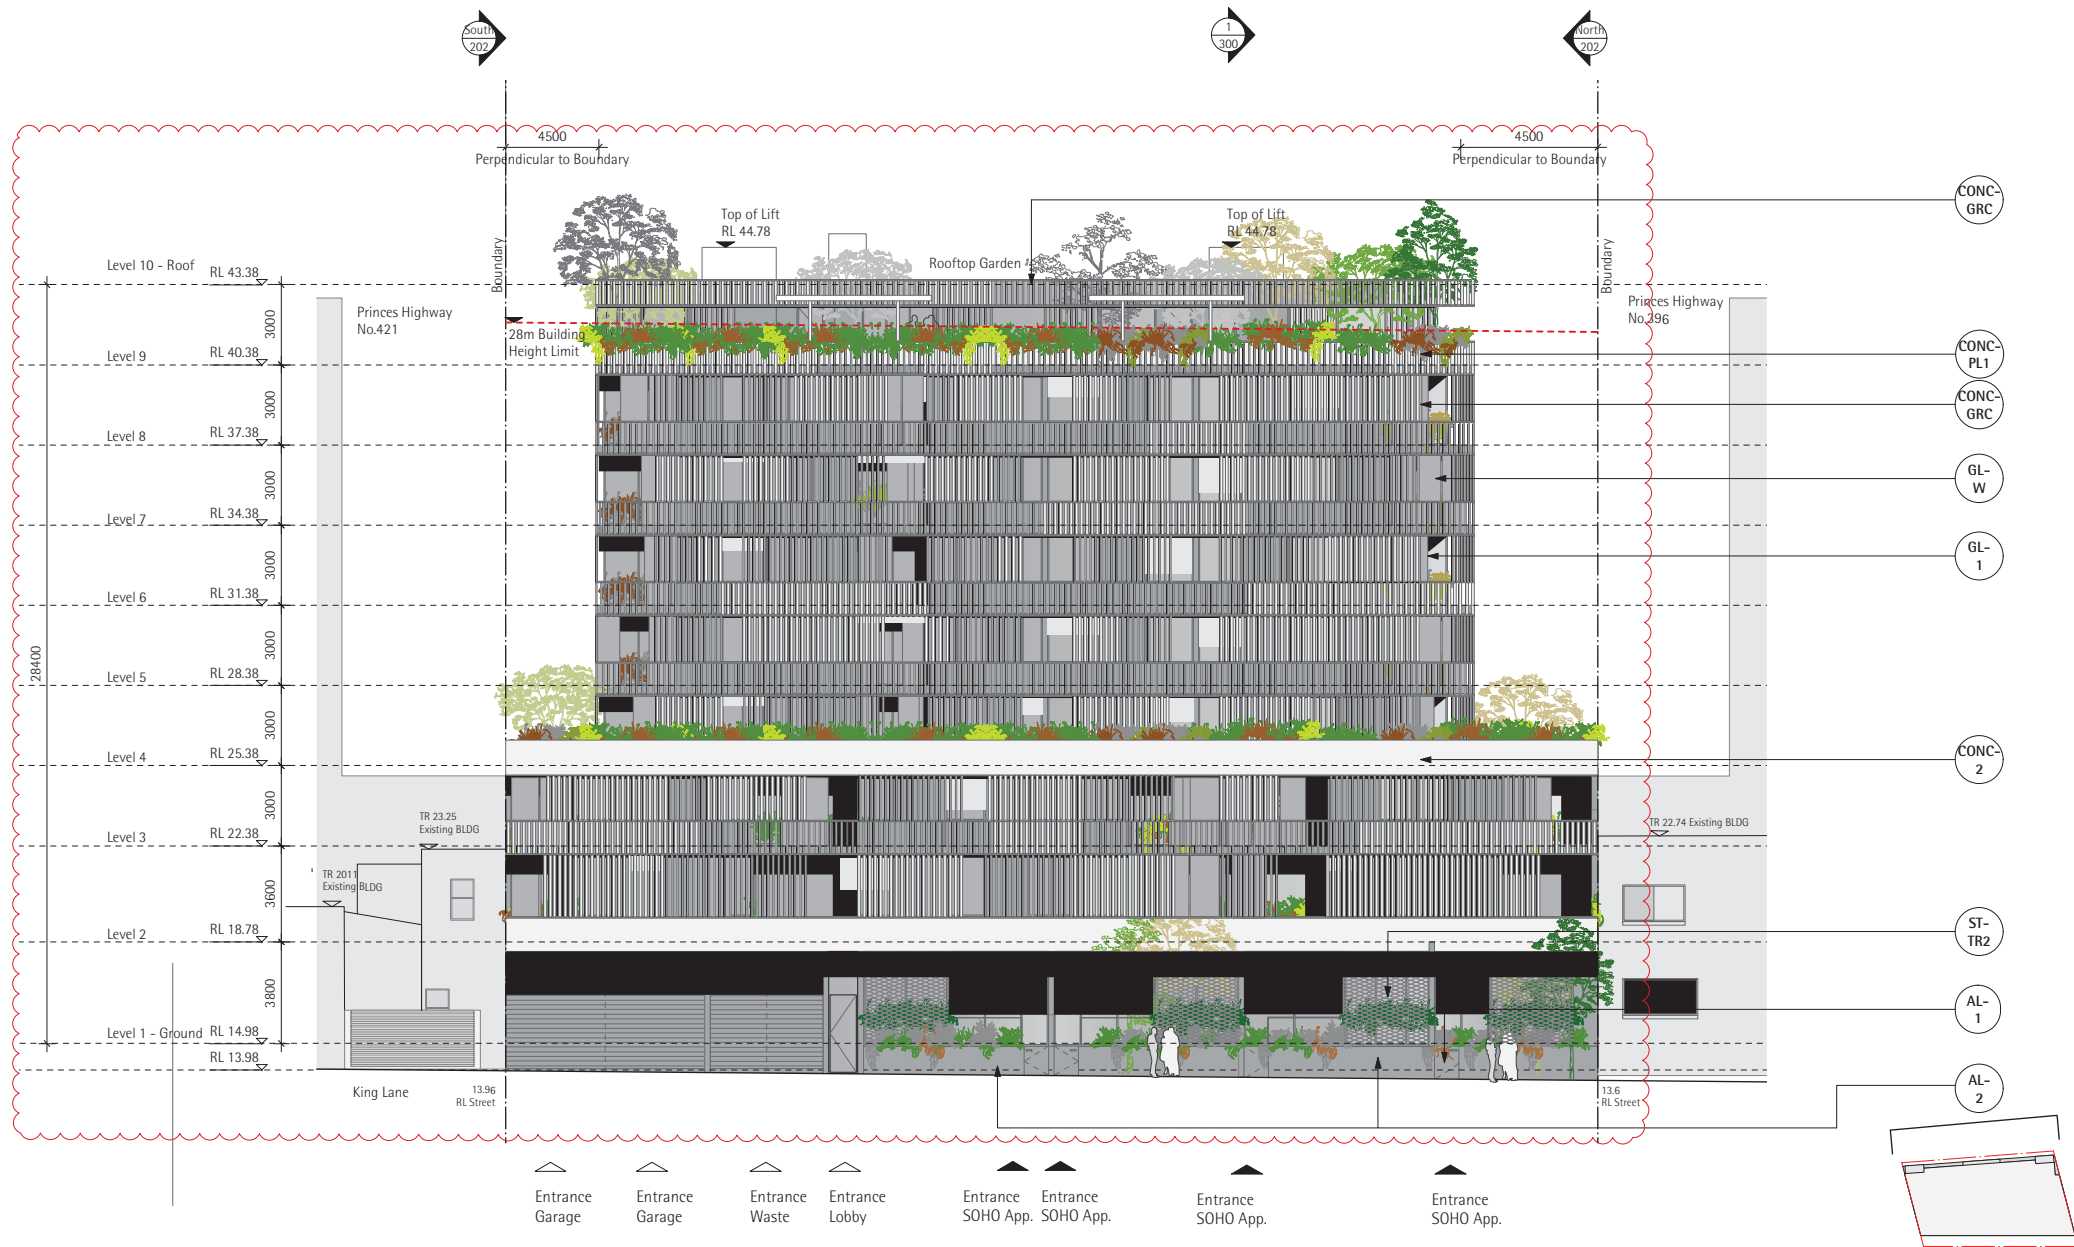 South
202
1
300
North
202
4500
Perpendicular to Boundary
4500
Perpendicular to Boundary
CONC-
GRC
Top of Lift
RL 44.78
Top of Lift
RL 44.78
Boundary
Boundary
Rooftop Garden
Level 10 - Roof
RL 43.38
Princes Highway
No.421
Princes Highway
No.296
3000
28m Building
Height Limit
CONC-
PL1
Level 9
RL 40.38
CONC-
GRC
3000
Level 8
RL 37.38
GL-
W
3000
Level 7
RL 34.38
GL-
1
3000
Level 6
RL 31.38
3000
28400
Level 5
RL 28.38
3000
Level 4
RL 25.38
CONC-
2
3000
TR 23.25
Existing BLDG
TR 22.74 Existing BLDG
Level 3
RL 22.38
TR 2011
Existing BLDG
3600
Level 2
RL 18.78
ST-
TR2
3800
AL-
1
Level 1 - Ground
RL 14.98
RL 13.98
King Lane
13.96
RL Street
13.6
RL Street
AL-
2
Entrance
Garage
Entrance
Garage
Entrance
Waste
Entrance
Lobby
Entrance
SOHO App.
Entrance
SOHO App.
Entrance
SOHO App.
Entrance
SOHO App.